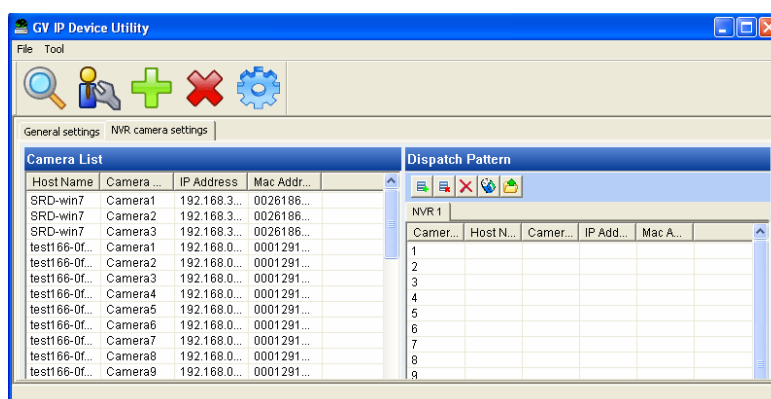 GV IP Device Utility
File Tool
General settings NVR camera settings
Camera List
Host Name Camera ... IP Address Mac Addr...
SRD-win7 Camera1 192.168.3... 0026186...
SRD-win7 Camera2 192.168.3... 0026186...
SRD-win7 Camera3 192.168.3... 0026186...
test166-0f... Camera1 192.168.0... 0001291...
test166-0f... Camera2 192.168.0... 0001291...
test166-0f... Camera3 192.168.0... 0001291...
test166-0f... Camera4 192.168.0... 0001291...
test166-0f... Camera5 192.168.0... 0001291...
test166-0f... Camera6 192.168.0... 0001291...
test166-0f... Camera7 192.168.0... 0001291...
test166-0f... Camera8 192.168.0... 0001291...
test166-0f... Camera9 192.168.0... 0001291...
Dispatch Pattern
NVR 1
Camer... Host N... Camer... IP Add... Mac A...
1
2
3
4
5
6
7
8
9